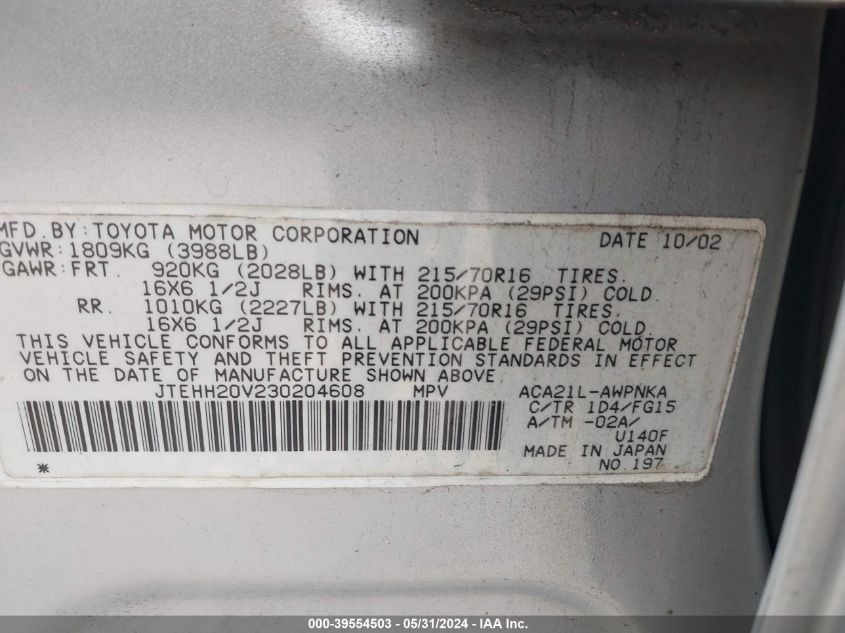 MFD. BY: TOYOTA MOTOR CORPORATION DATE 10/02
GVWR: 1809KG (3988LB)
GAWR: FRT. 920KG (2028LB) WITH 215/70R16 TIRES.
16X6 1/2J RIMS. AT 200KPA (29PSI) COLD.
RR. 1010KG (2227LB) WITH 215/70R16 TIRES.
16X6 1/2J RIMS. AT 200KPA (29PSI) COLD.
THIS VEHICLE CONFORMS TO ALL APPLICABLE FEDERAL MOTOR
VEHICLE SAFETY AND THEFT PREVENTION STANDARDS IN EFFECT
ON THE DATE OF MANUFACTURE SHOWN ABOVE.
JTEHH20V230204608 MPV ACA21L-AWPNKA
C/TR 1D4/FG15
A/TM -02A/
U140F
MADE IN JAPAN
* NO.197
000-39554503 - 05/31/2024 - IAA Inc.